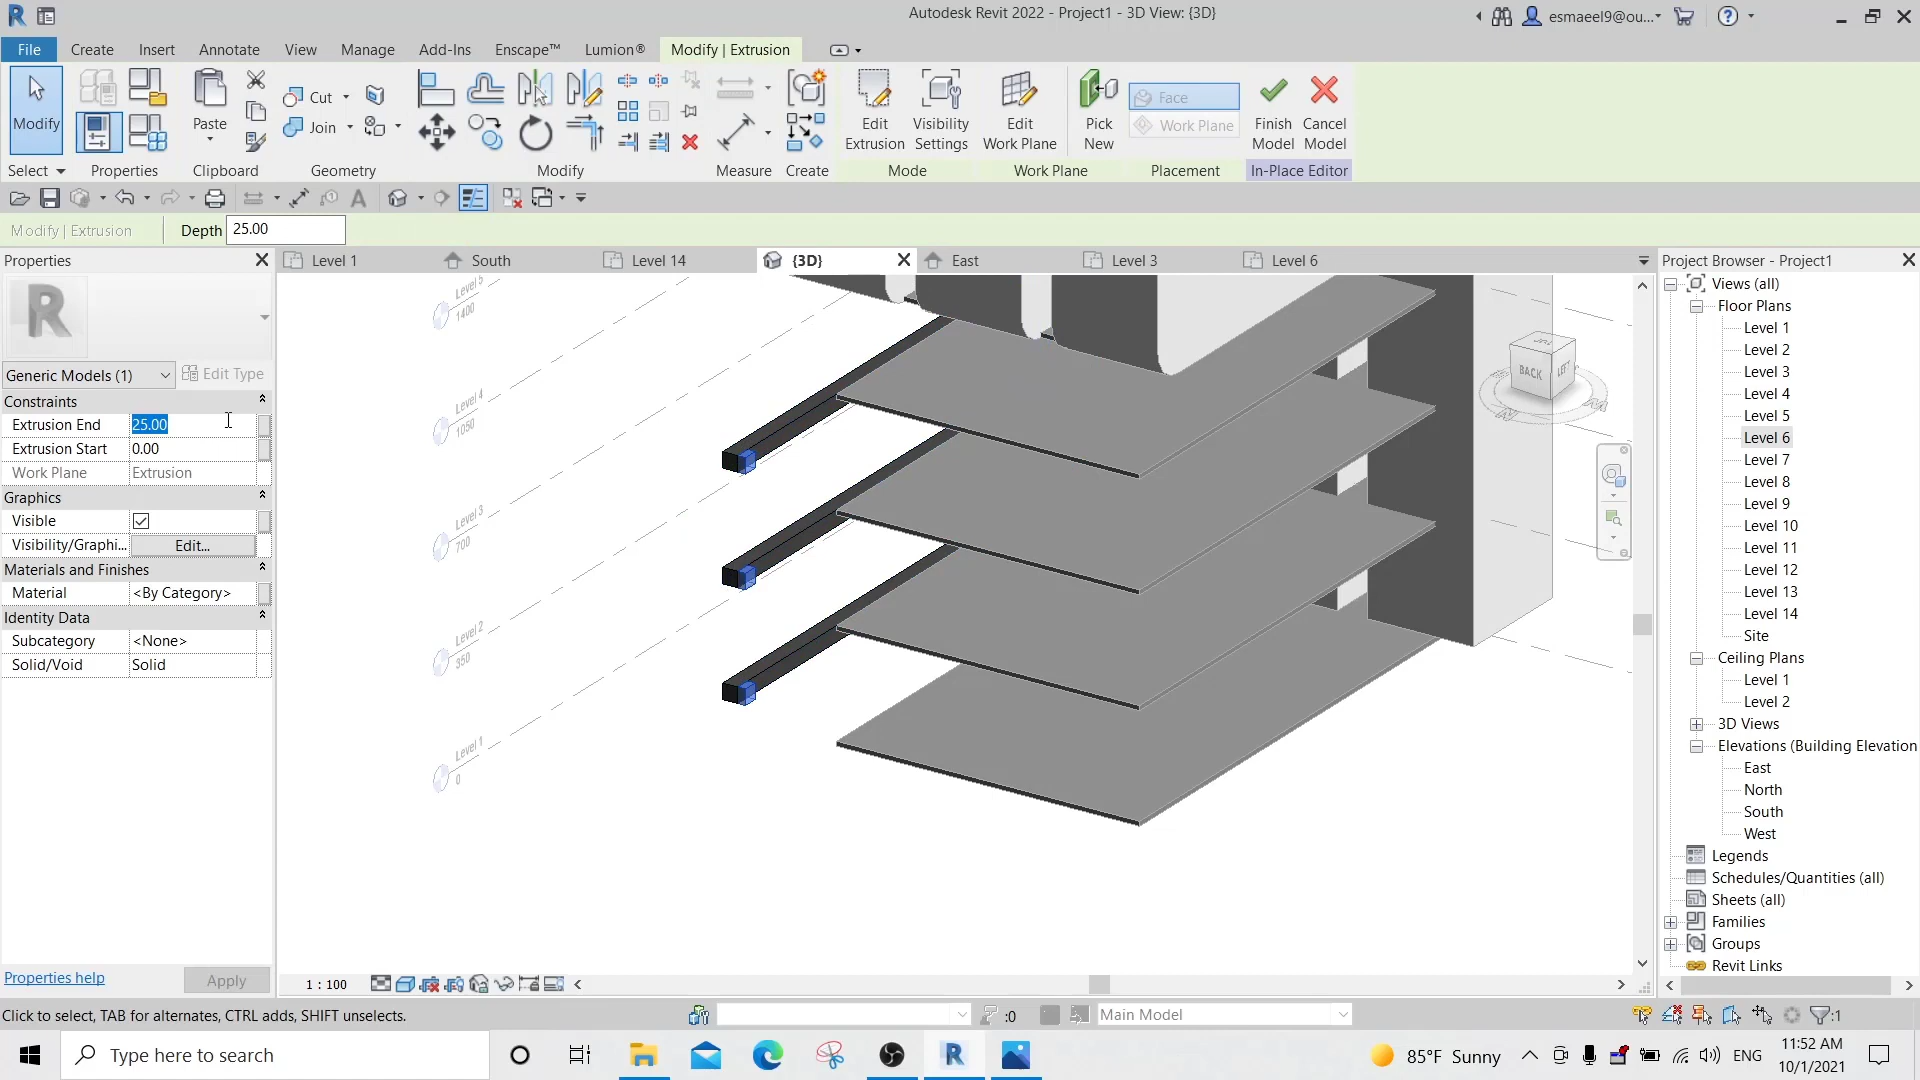 Autodesk Revit 2022 - Project1 - 3D View: {3D}
esmaeel9@ou...
File Create Insert Annotate View Manage Add-Ins Enscape™ Lumion® Modify | Extrusion
Modify
Paste
Cut
Join
Edit Extrusion
Visibility Settings
Edit Work Plane
Pick New
Face
Work Plane
Finish Model
Cancel Model
Select Properties Clipboard Geometry Modify Measure Create Mode Work Plane Placement In-Place Editor
Modify | Extrusion Depth 25.00
Properties
Level 1 South Level 14 {3D} East Level 3 Level 6
Project Browser - Project1
Generic Models (1) Edit Type
Constraints
Extrusion End 25.00
Extrusion Start 0.00
Work Plane Extrusion
Graphics
Visible
Visibility/Graphi... Edit...
Materials and Finishes
Material <By Category>
Identity Data
Subcategory <None>
Solid/Void Solid
Properties help Apply
Level 5
1400
Level 4
1050
Level 3
700
Level 2
350
Level 1
0
BACK
LEFT
1 : 100
Views (all)
Floor Plans
Level 1
Level 2
Level 3
Level 4
Level 5
Level 6
Level 7
Level 8
Level 9
Level 10
Level 11
Level 12
Level 13
Level 14
Site
Ceiling Plans
Level 1
Level 2
3D Views
Elevations (Building Elevation
East
North
South
West
Legends
Schedules/Quantities (all)
Sheets (all)
Families
Groups
Revit Links
Click to select, TAB for alternates, CTRL adds, SHIFT unselects.
:0
Main Model
:1
Type here to search
85°F Sunny
ENG
11:52 AM
10/1/2021